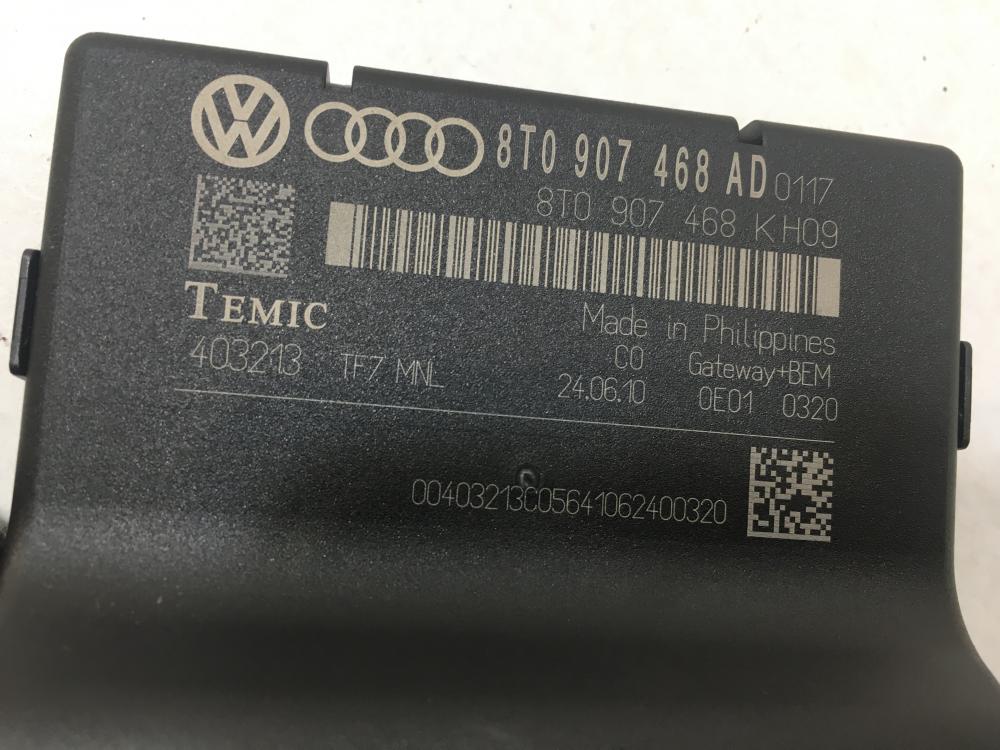 8T0 907 468 AD 0117
8T0 907 468 K H09
TEMIC
Made in Philippines
403213 TF7 MNL C0 Gateway+BEM
24.06.10 0E01 0320
00403213C05641062400320